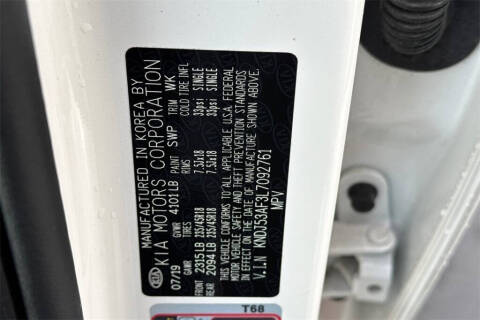 MANUFACTURED IN KOREA BY
KIA MOTORS CORPORATION
07/19 GVWR 4101LB PAINT SWP TRIM WK
GAWR TIRES RIMS COLD TIRE INFL
FRONT 2315LB 235/45R18 7.5Jx18 33psi SINGLE
REAR 2094LB 235/45R18 7.5Jx18 33psi SINGLE
THIS VEHICLE CONFORMS TO ALL APPLICABLE U.S.A. FEDERAL
MOTOR VEHICLE SAFETY AND THEFT PREVENTION STANDARDS
IN EFFECT ON THE DATE OF MANUFACTURE SHOWN ABOVE.
V.I.N KNDJ53AF3L7092761
MPV
KIA
T68